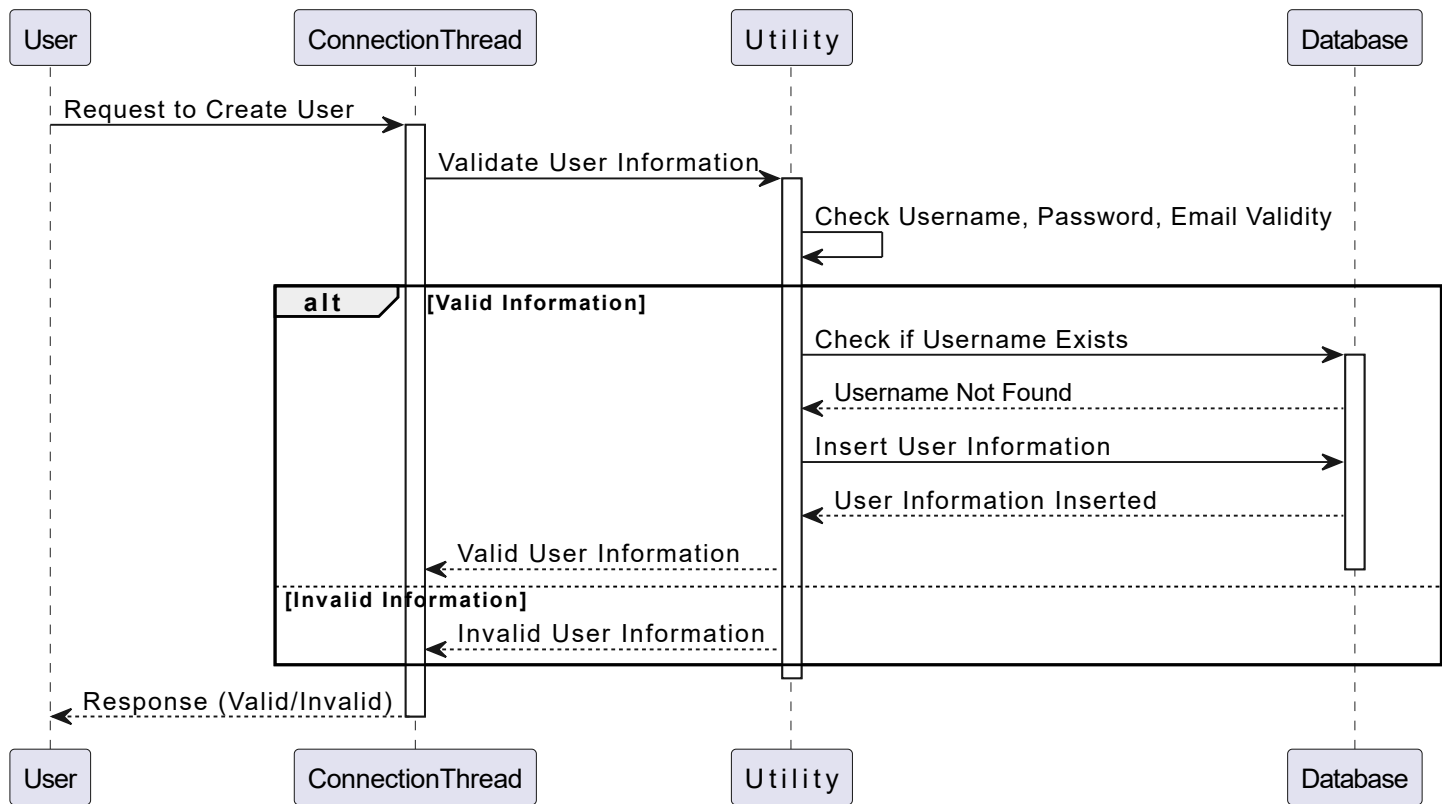 User ConnectionThread Utility Database
Request to Create User
Validate User Information
Check Username, Password, Email Validity
alt [Valid Information]
Check if Username Exists
Username Not Found
Insert User Information
User Information Inserted
Valid User Information
[Invalid Information]
Invalid User Information
Response (Valid/Invalid)
User ConnectionThread Utility Database